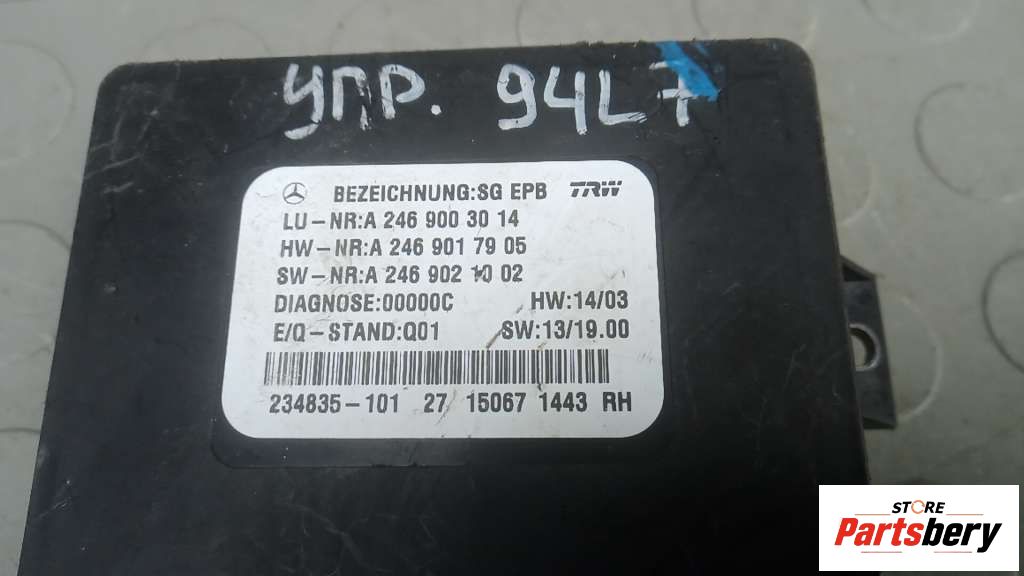 УПР. 94L7
BEZEICHNUNG:SG EPB TRW
LU-NR:A 246 900 30 14
HW-NR:A 246 901 79 05
SW-NR:A 246 902 10 02
DIAGNOSE:00000C HW:14/03
E/Q-STAND:Q01 SW:13/19.00
234835-101 27 15067 1443 RH
STORE
Partsbery